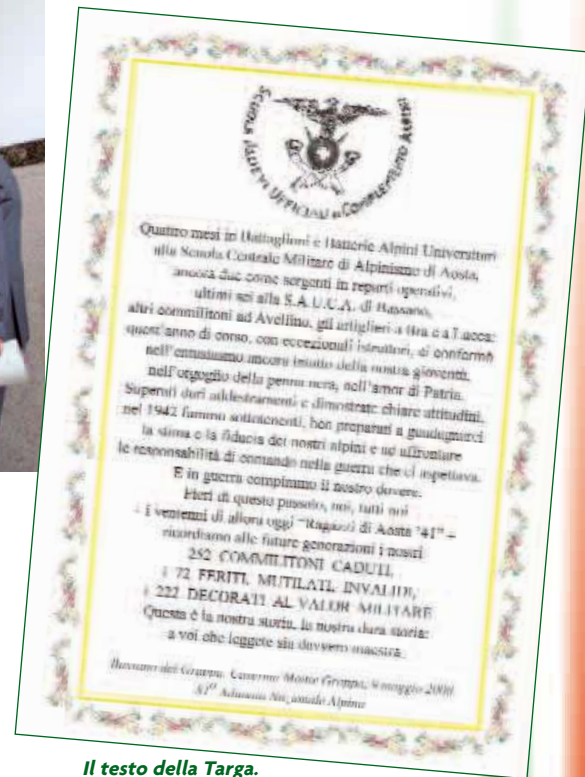 SCUOLA ALLIEVI UFFICIALI di COMPLEMENTO ALPINI
Quattro mesi in Battaglioni e Batterie Alpini Universitari
alla Scuola Centrale Militare di Alpinismo di Aosta,
ancora due come sergenti in reparti operativi,
ultimi sei alla S.A.U.C.A. di Bassano,
altri commilitoni ad Avellino, gli artiglieri a Bra e a Lucca:
quest'anno di corso, con eccezionali istruttori, ci confermò
nell'entusiasmo ancora intatto della nostra gioventù,
nell'orgoglio della penna nera, nell'amor di Patria.
Superati duri addestramenti e dimostrate chiare attitudini,
nel 1942 fummo sottotenenti, ben preparati a guadagnarci
la stima e la fiducia dei nostri alpini e ad affrontare
le responsabilità di comando nella guerra che ci aspettava.
E in guerra compimmo il nostro dovere.
Fieri di questo passato, noi, tutti noi
- i ventenni di allora oggi "Ragazzi di Aosta '41" -
ricordiamo alle future generazioni i nostri
252 COMMILITONI CADUTI,
i 72 FERITI, MUTILATI, INVALIDI,
i 222 DECORATI AL VALOR MILITARE
Questa è la nostra storia, la nostra dura storia:
a voi che leggete sia davvero maestra.
Bassano del Grappa, Caserma Monte Grappa, maggio 2008
81ª Adunata Nazionale Alpina
Il testo della Targa.